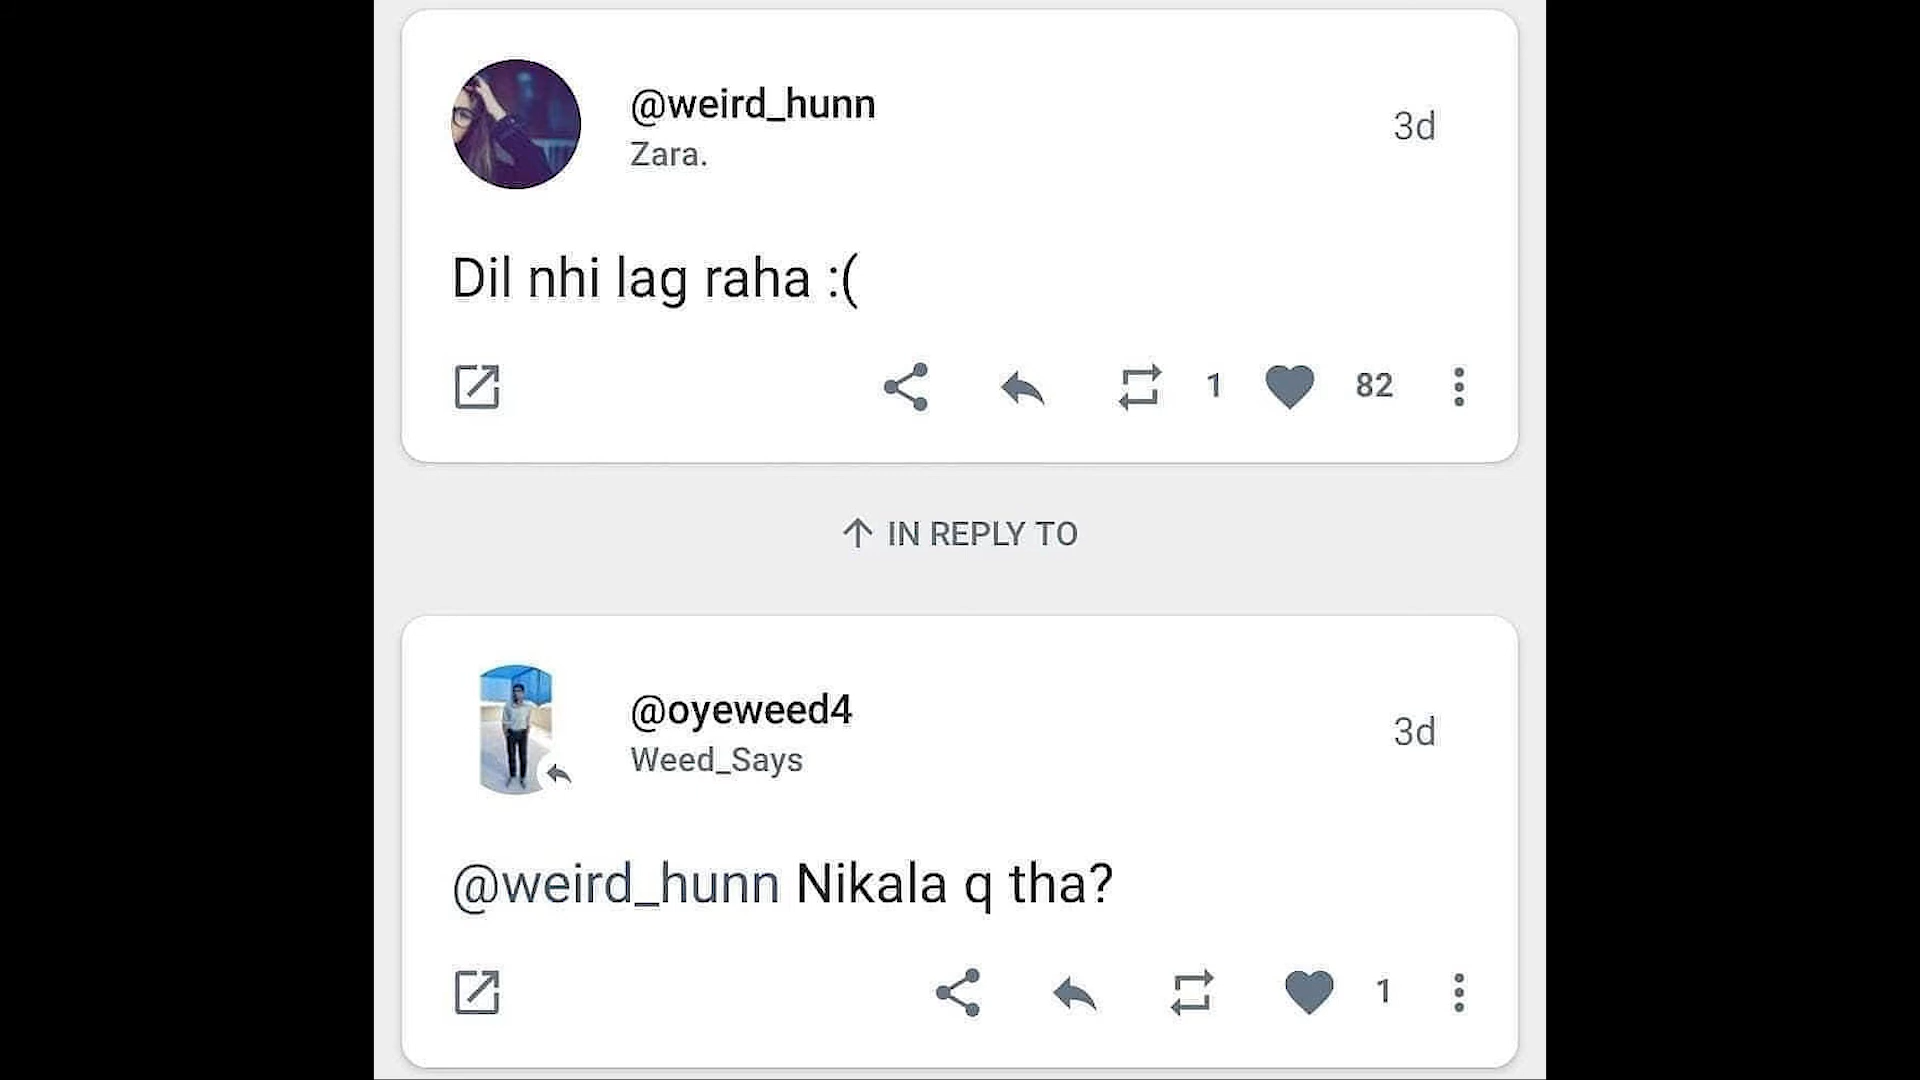 @weird_hunn
Zara.
3d
Dil nhi lag raha :(
1
82
IN REPLY TO
@oyeweed4
Weed_Says
3d
@weird_hunn Nikala q tha?
1